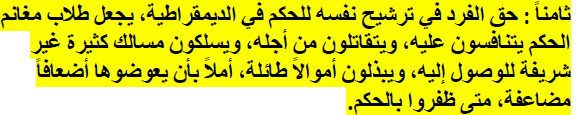 ثامناً : حق الفرد في ترشيح نفسه للحكم في الديمقراطية، يجعل طلاب مغانم
الحكم يتنافسون عليه، ويتقاتلون من أجله، ويسلكون مسالك كثيرة غير
شريفة للوصول إليه، ويبذلون أموالاً طائلة، أملاً بأن يعوضوها أضعافاً
مضاعفة، متى ظفروا بالحكم.